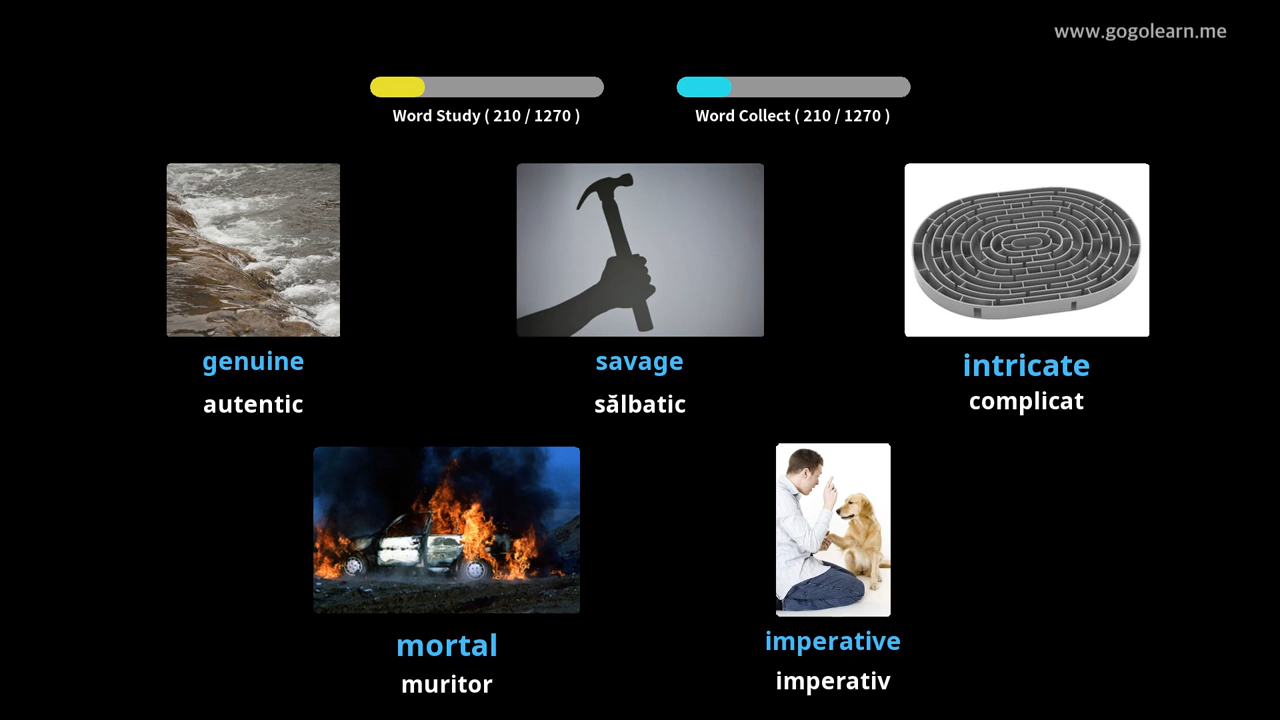 www.gogolearn.me
Word Study ( 210 / 1270 )
Word Collect ( 210 / 1270 )
genuine
autentic
savage
sălbatic
intricate
complicat
mortal
muritor
imperative
imperativ